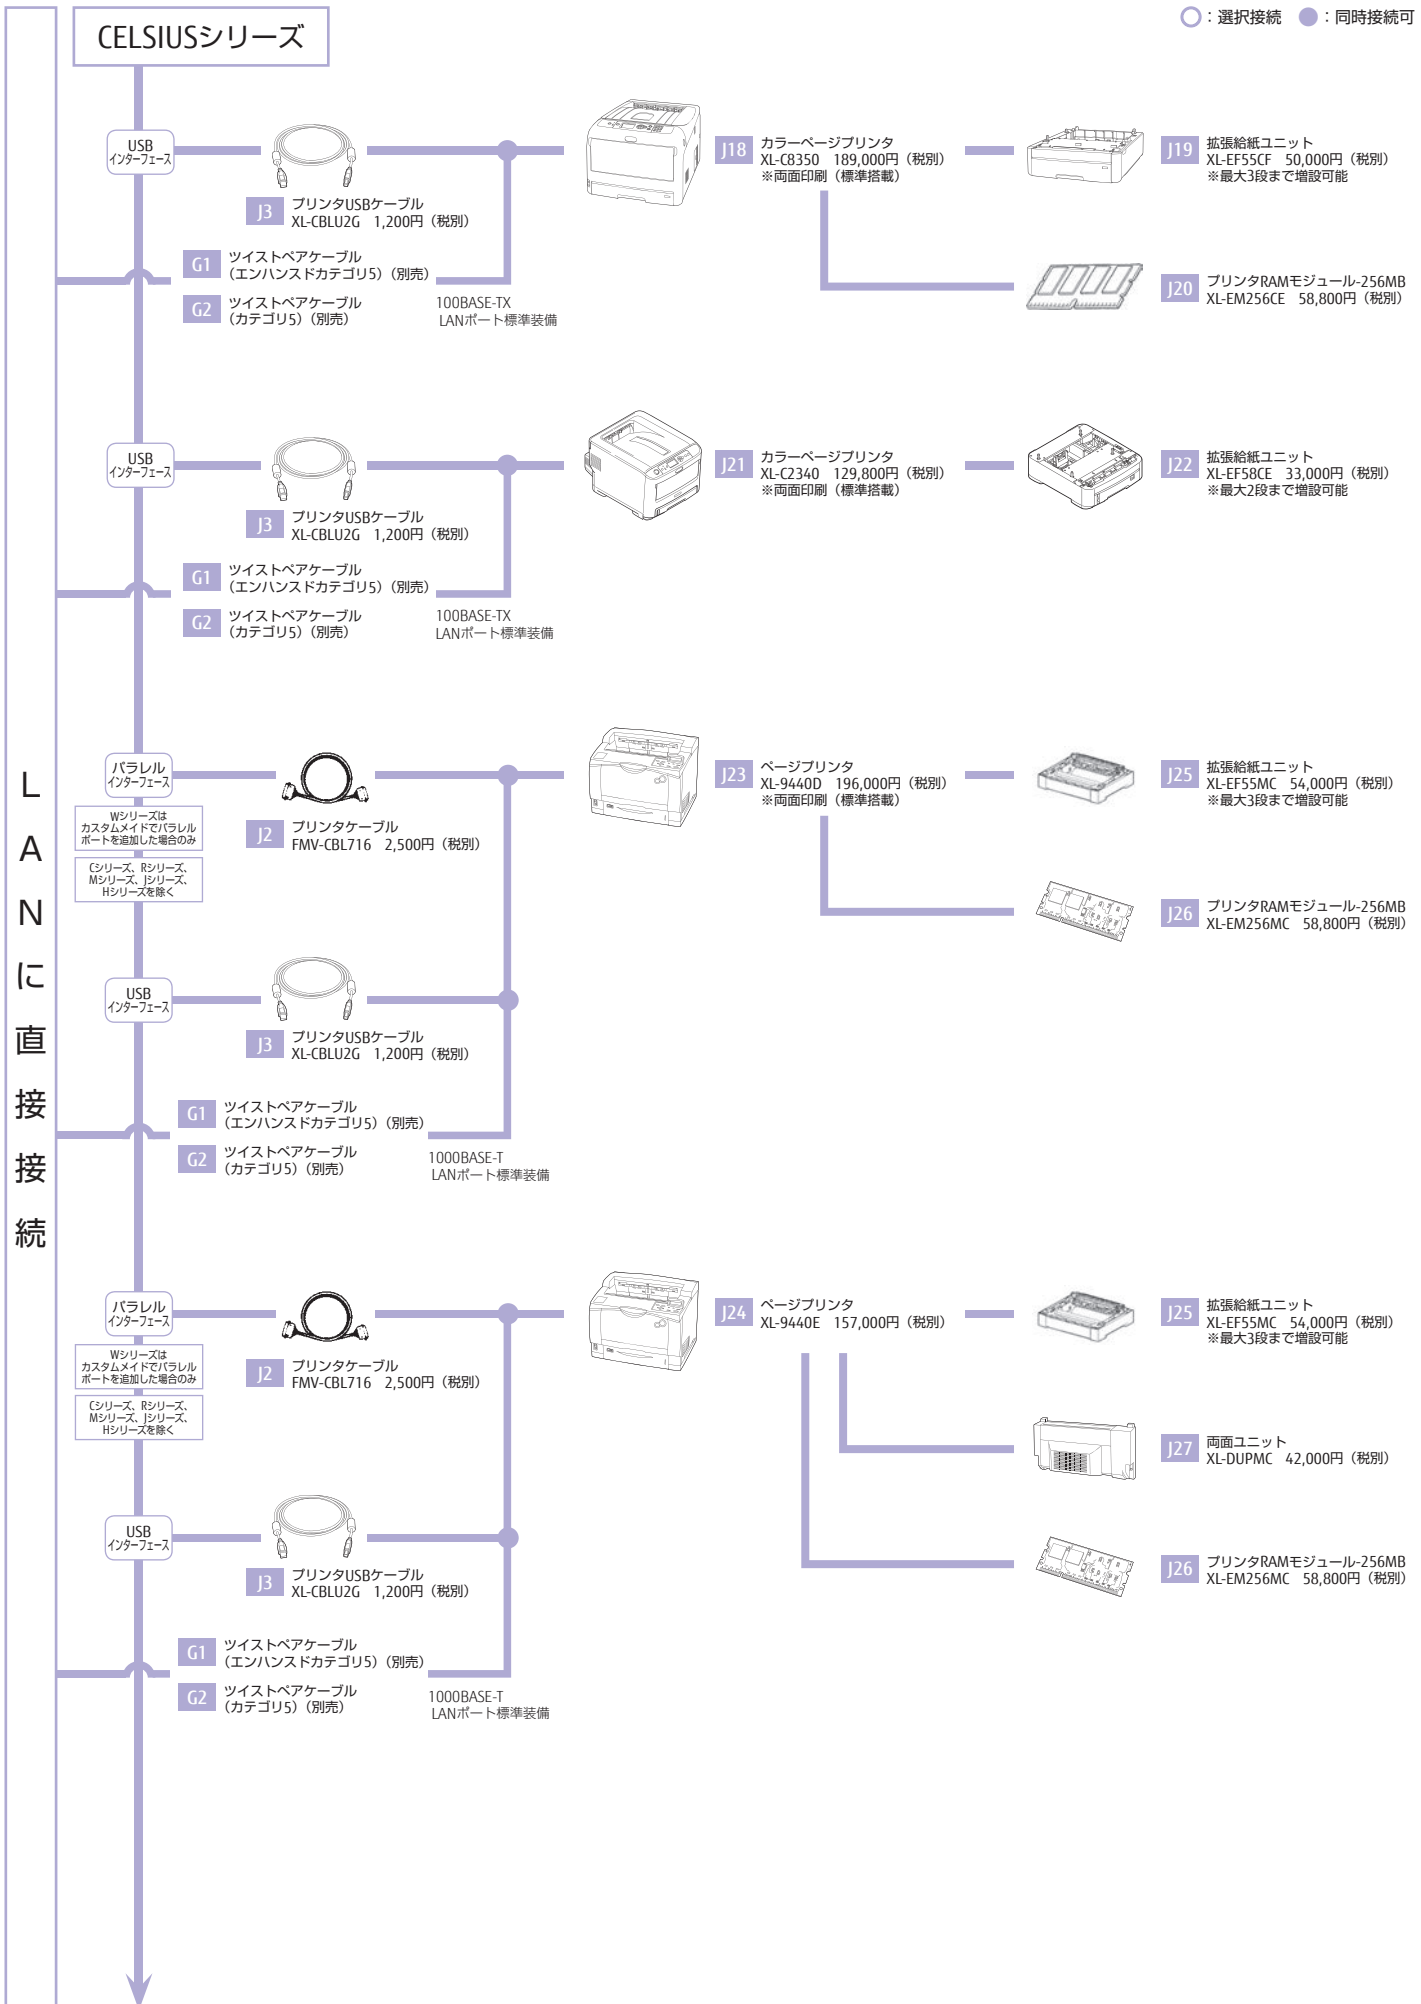 ○：選択接続　●：同時接続可
CELSIUSシリーズ
LANに直接接続
USB
インターフェース
J3 プリンタUSBケーブル
XL-CBLU2G 1,200円（税別）
G1 ツイストペアケーブル
（エンハンスドカテゴリ5）（別売）
G2 ツイストペアケーブル
（カテゴリ5）（別売）
100BASE-TX
LANポート標準装備
J18 カラーページプリンタ
XL-C8350 189,000円（税別）
※両面印刷（標準搭載）
J19 拡張給紙ユニット
XL-EF55CF 50,000円（税別）
※最大3段まで増設可能
J20 プリンタRAMモジュール-256MB
XL-EM256CE 58,800円（税別）
USB
インターフェース
J3 プリンタUSBケーブル
XL-CBLU2G 1,200円（税別）
G1 ツイストペアケーブル
（エンハンスドカテゴリ5）（別売）
G2 ツイストペアケーブル
（カテゴリ5）（別売）
100BASE-TX
LANポート標準装備
J21 カラーページプリンタ
XL-C2340 129,800円（税別）
※両面印刷（標準搭載）
J22 拡張給紙ユニット
XL-EF58CE 33,000円（税別）
※最大2段まで増設可能
パラレル
インターフェース
Wシリーズは
カスタムメイドでパラレル
ポートを追加した場合のみ
Cシリーズ、Rシリーズ、
Mシリーズ、Jシリーズ、
Hシリーズを除く
J2 プリンタケーブル
FMV-CBL716 2,500円（税別）
USB
インターフェース
J3 プリンタUSBケーブル
XL-CBLU2G 1,200円（税別）
G1 ツイストペアケーブル
（エンハンスドカテゴリ5）（別売）
G2 ツイストペアケーブル
（カテゴリ5）（別売）
1000BASE-T
LANポート標準装備
J23 ページプリンタ
XL-9440D 196,000円（税別）
※両面印刷（標準搭載）
J25 拡張給紙ユニット
XL-EF55MC 54,000円（税別）
※最大3段まで増設可能
J26 プリンタRAMモジュール-256MB
XL-EM256MC 58,800円（税別）
パラレル
インターフェース
Wシリーズは
カスタムメイドでパラレル
ポートを追加した場合のみ
Cシリーズ、Rシリーズ、
Mシリーズ、Jシリーズ、
Hシリーズを除く
J2 プリンタケーブル
FMV-CBL716 2,500円（税別）
USB
インターフェース
J3 プリンタUSBケーブル
XL-CBLU2G 1,200円（税別）
G1 ツイストペアケーブル
（エンハンスドカテゴリ5）（別売）
G2 ツイストペアケーブル
（カテゴリ5）（別売）
1000BASE-T
LANポート標準装備
J24 ページプリンタ
XL-9440E 157,000円（税別）
J25 拡張給紙ユニット
XL-EF55MC 54,000円（税別）
※最大3段まで増設可能
J27 両面ユニット
XL-DUPMC 42,000円（税別）
J26 プリンタRAMモジュール-256MB
XL-EM256MC 58,800円（税別）